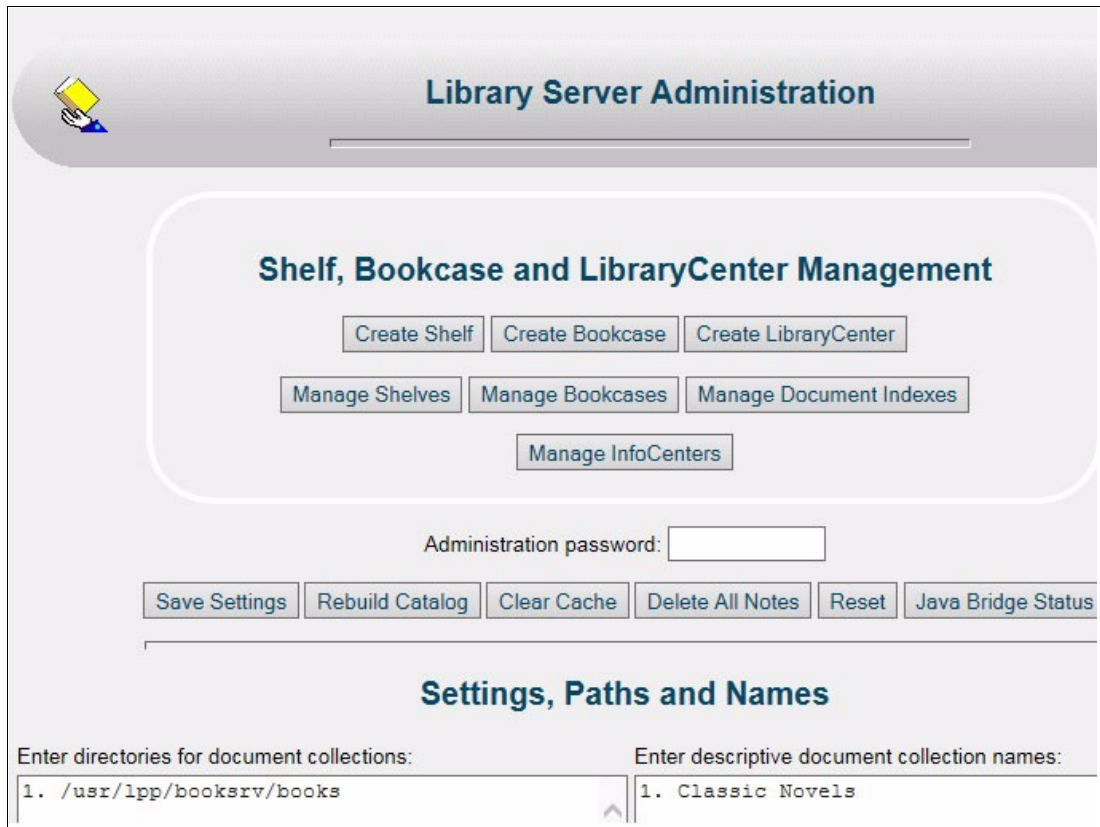 Library Server Administration
Shelf, Bookcase and LibraryCenter Management
Create Shelf Create Bookcase Create LibraryCenter
Manage Shelves Manage Bookcases Manage Document Indexes
Manage InfoCenters
Administration password:
Save Settings Rebuild Catalog Clear Cache Delete All Notes Reset Java Bridge Status
Settings, Paths and Names
Enter directories for document collections: Enter descriptive document collection names:
1. /usr/lpp/booksrv/books 1. Classic Novels